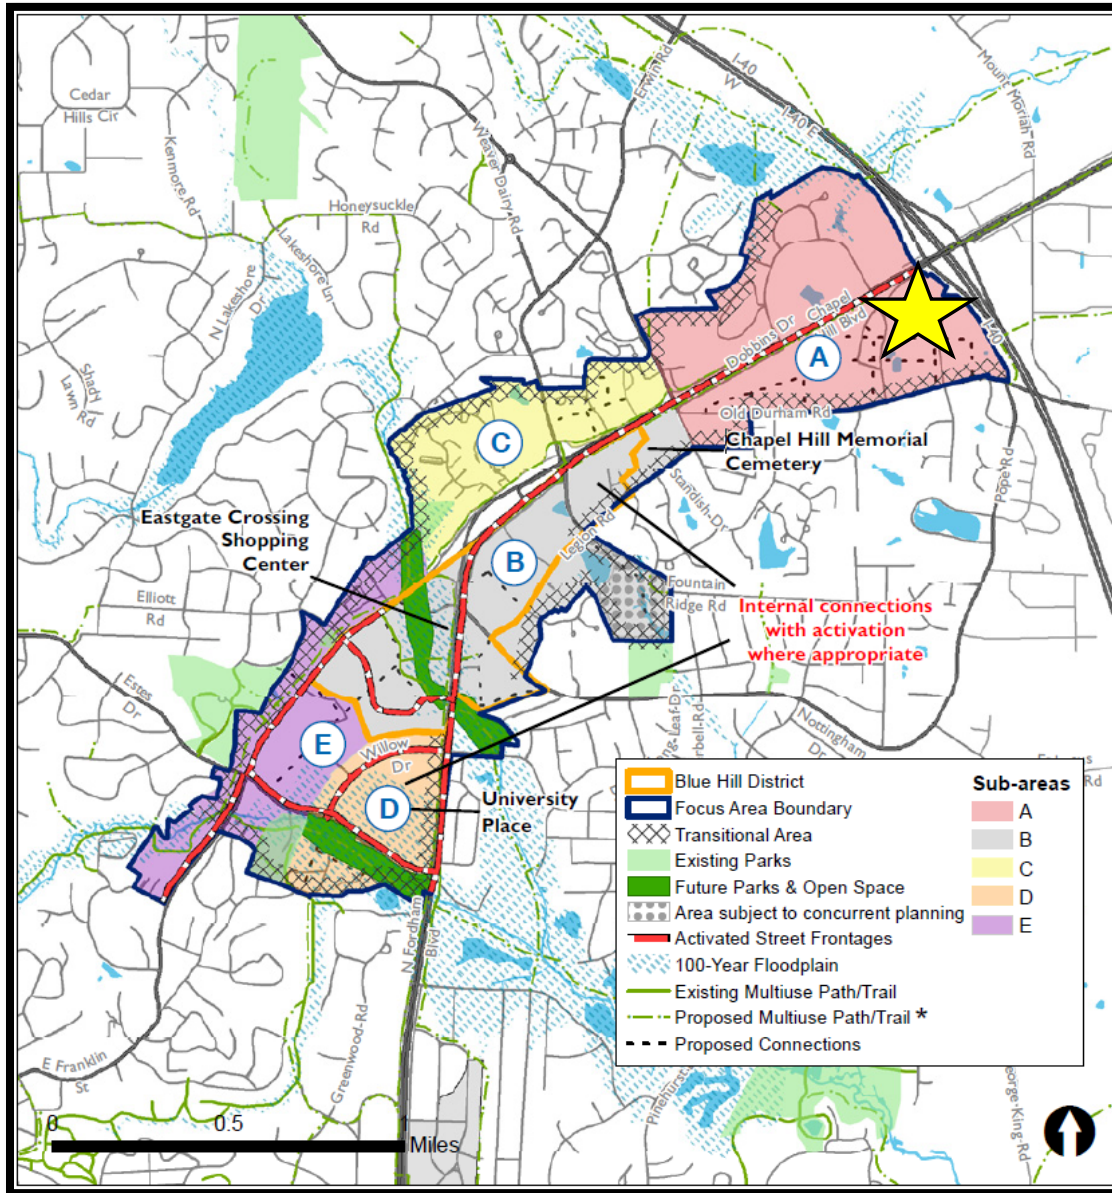 Cedar
Hills Cir
Kenmore Rd
Honeysuckle
Rd
Weaver Dairy Rd
Erwin Rd
I-40
W
I-40 E
Mount Moriah Rd
N Lakeshore
Dr
Lakeshore Ln
Shady
Lawn Rd
Dobbins Dr
Chapel
Hill Blvd
A
I-40
Old Durham Rd
C
Chapel Hill Memorial
Cemetery
Standish Dr
Pope Rd
Eastgate Crossing
Shopping
Center
Legion Rd
B
Fountain
Ridge Rd
Elliott
Rd
Internal connections
with activation
where appropriate
Estes
Dr
E
Willow
Dr
D
University
Place
Nottingham
Dr
Rd
N Fordham
Blvd
Greenwood Rd
E Franklin
St
Blue Hill District
Focus Area Boundary
Transitional Area
Existing Parks
Future Parks & Open Space
Area subject to concurrent planning
Activated Street Frontages
100-Year Floodplain
Existing Multiuse Path/Trail
Proposed Multiuse Path/Trail *
Proposed Connections
Sub-areas
A
B
C
D
E
0 0.5 1
Miles